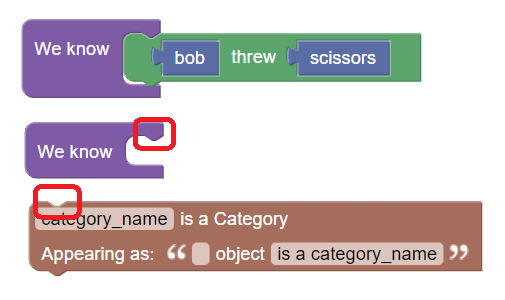 We know bob threw scissors
We know
category_name is a Category
Appearing as: “ object is a category_name ”